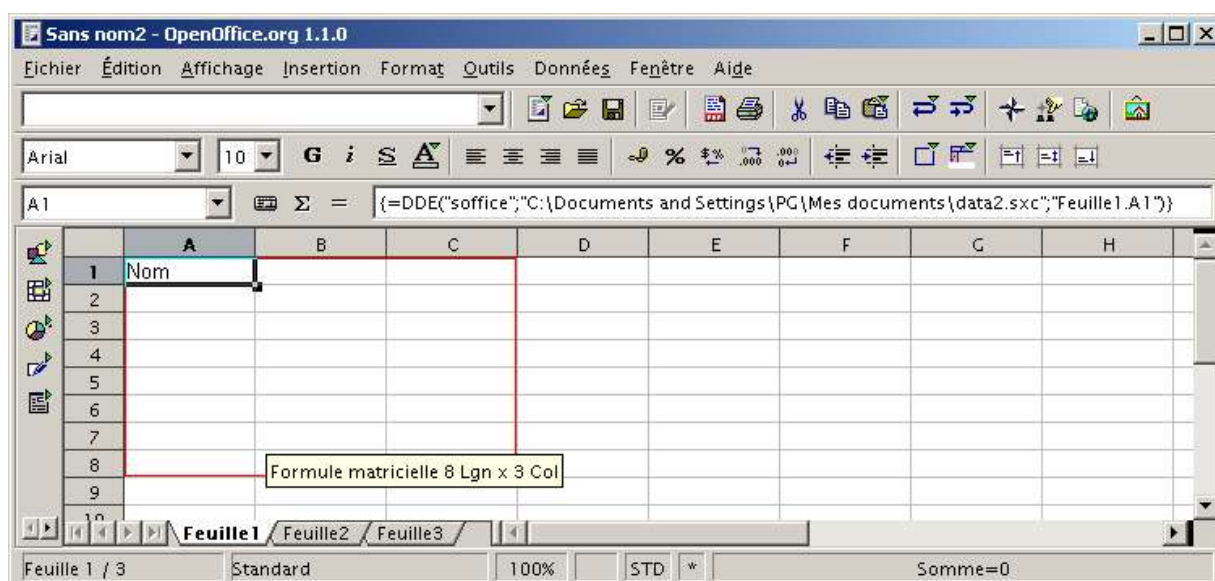 Sans nom2 - OpenOffice.org 1.1.0
Fichier Édition Affichage Insertion Format Outils Données Fenêtre Aide
Arial 10 G i S A % $% .000 .000
A1 Σ = {=DDE("soffice";"C:\Documents and Settings\PG\Mes documents\data2.sxc";"Feuille1.A1")}
A B C D E F G H
1 Nom
2
3
4
5
6
7
8 Formule matricielle 8 Lgn x 3 Col
9
10
Feuille1 Feuille2 Feuille3
Feuille 1 / 3 Standard 100% STD * Somme=0